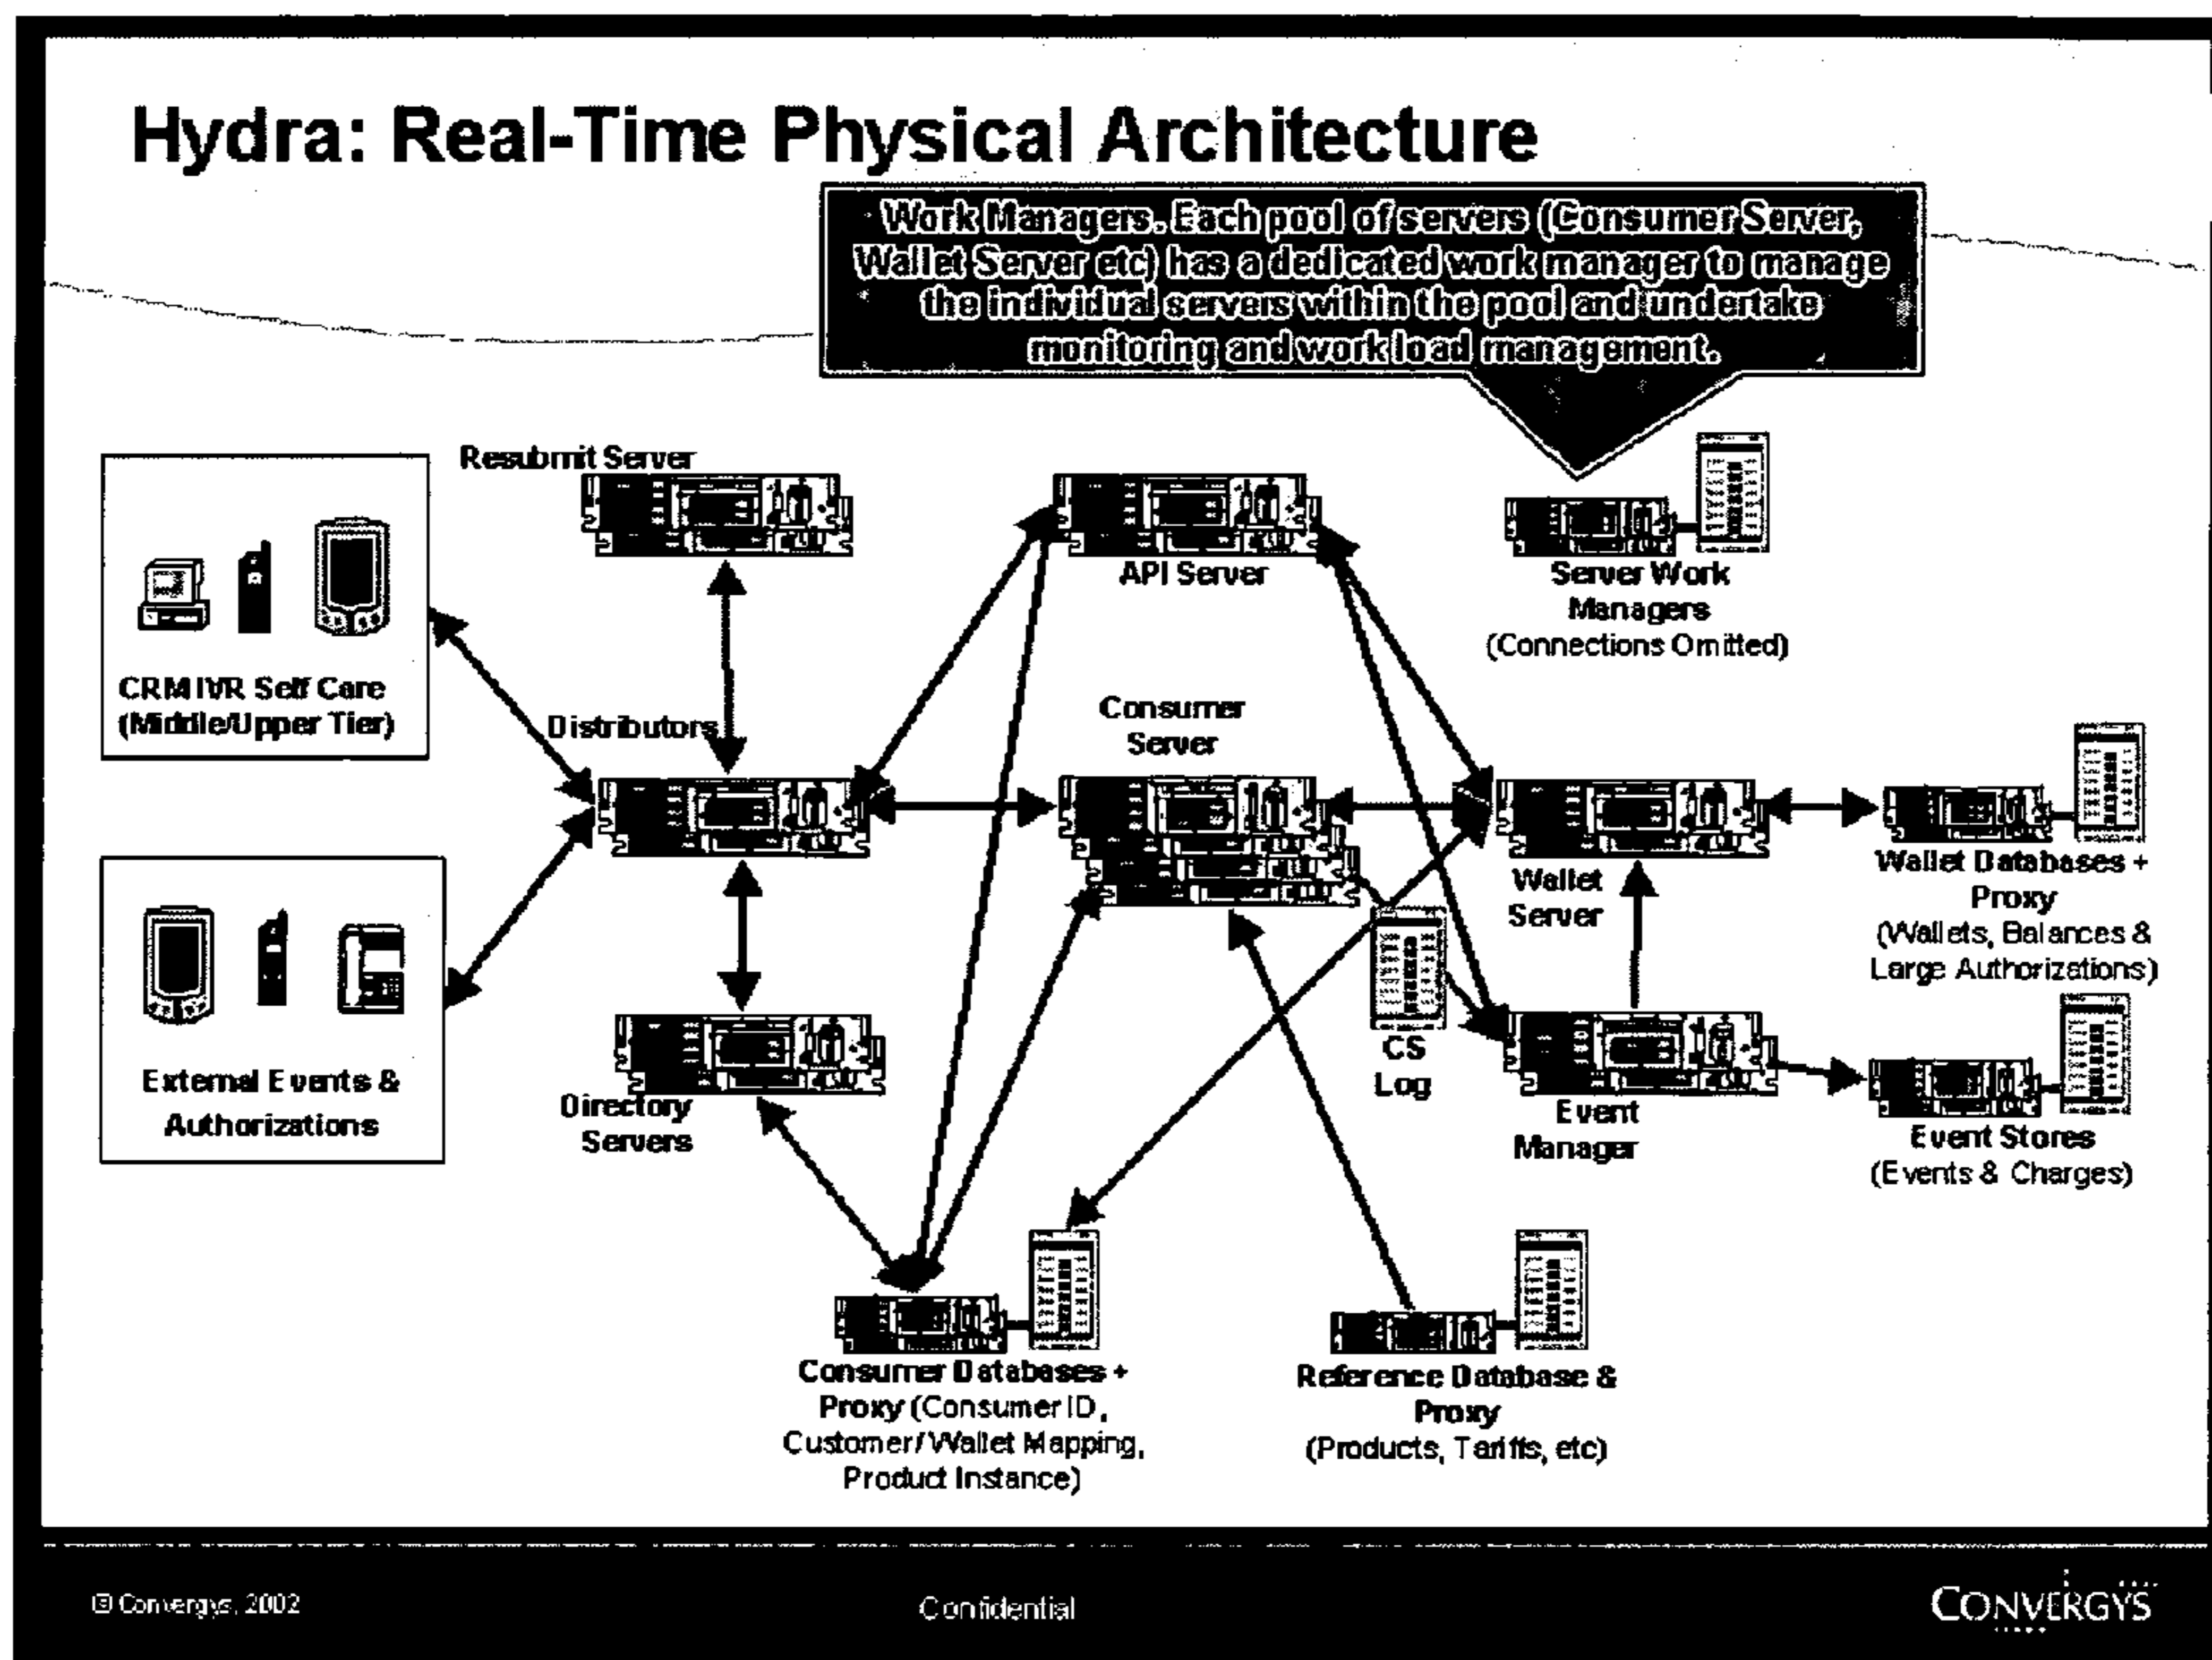 Hydra: Real-Time Physical Architecture
Work Managers. Each pool of servers (Consumer Server,
Wallet Server etc) has a dedicated work manager to manage
the individual servers within the pool and undertake
monitoring and work load management.
Resubmit Server
API Server
Server Work
Managers
(Connections Omitted)
CRM IVR Self Care
(Middle/Upper Tier)
Distributors
Consumer
Server
Wallet
Server
Wallet Databases +
Proxy
(Wallets, Balances &
Large Authorizations)
External Events &
Authorizations
Directory
Servers
CS
Log
Event
Manager
Event Stores
(Events & Charges)
Consumer Databases +
Proxy (Consumer ID,
Customer/Wallet Mapping,
Product Instance)
Reference Database &
Proxy
(Products, Tariffs, etc)
© Convergys, 2002
Confidential
CONVERGYS